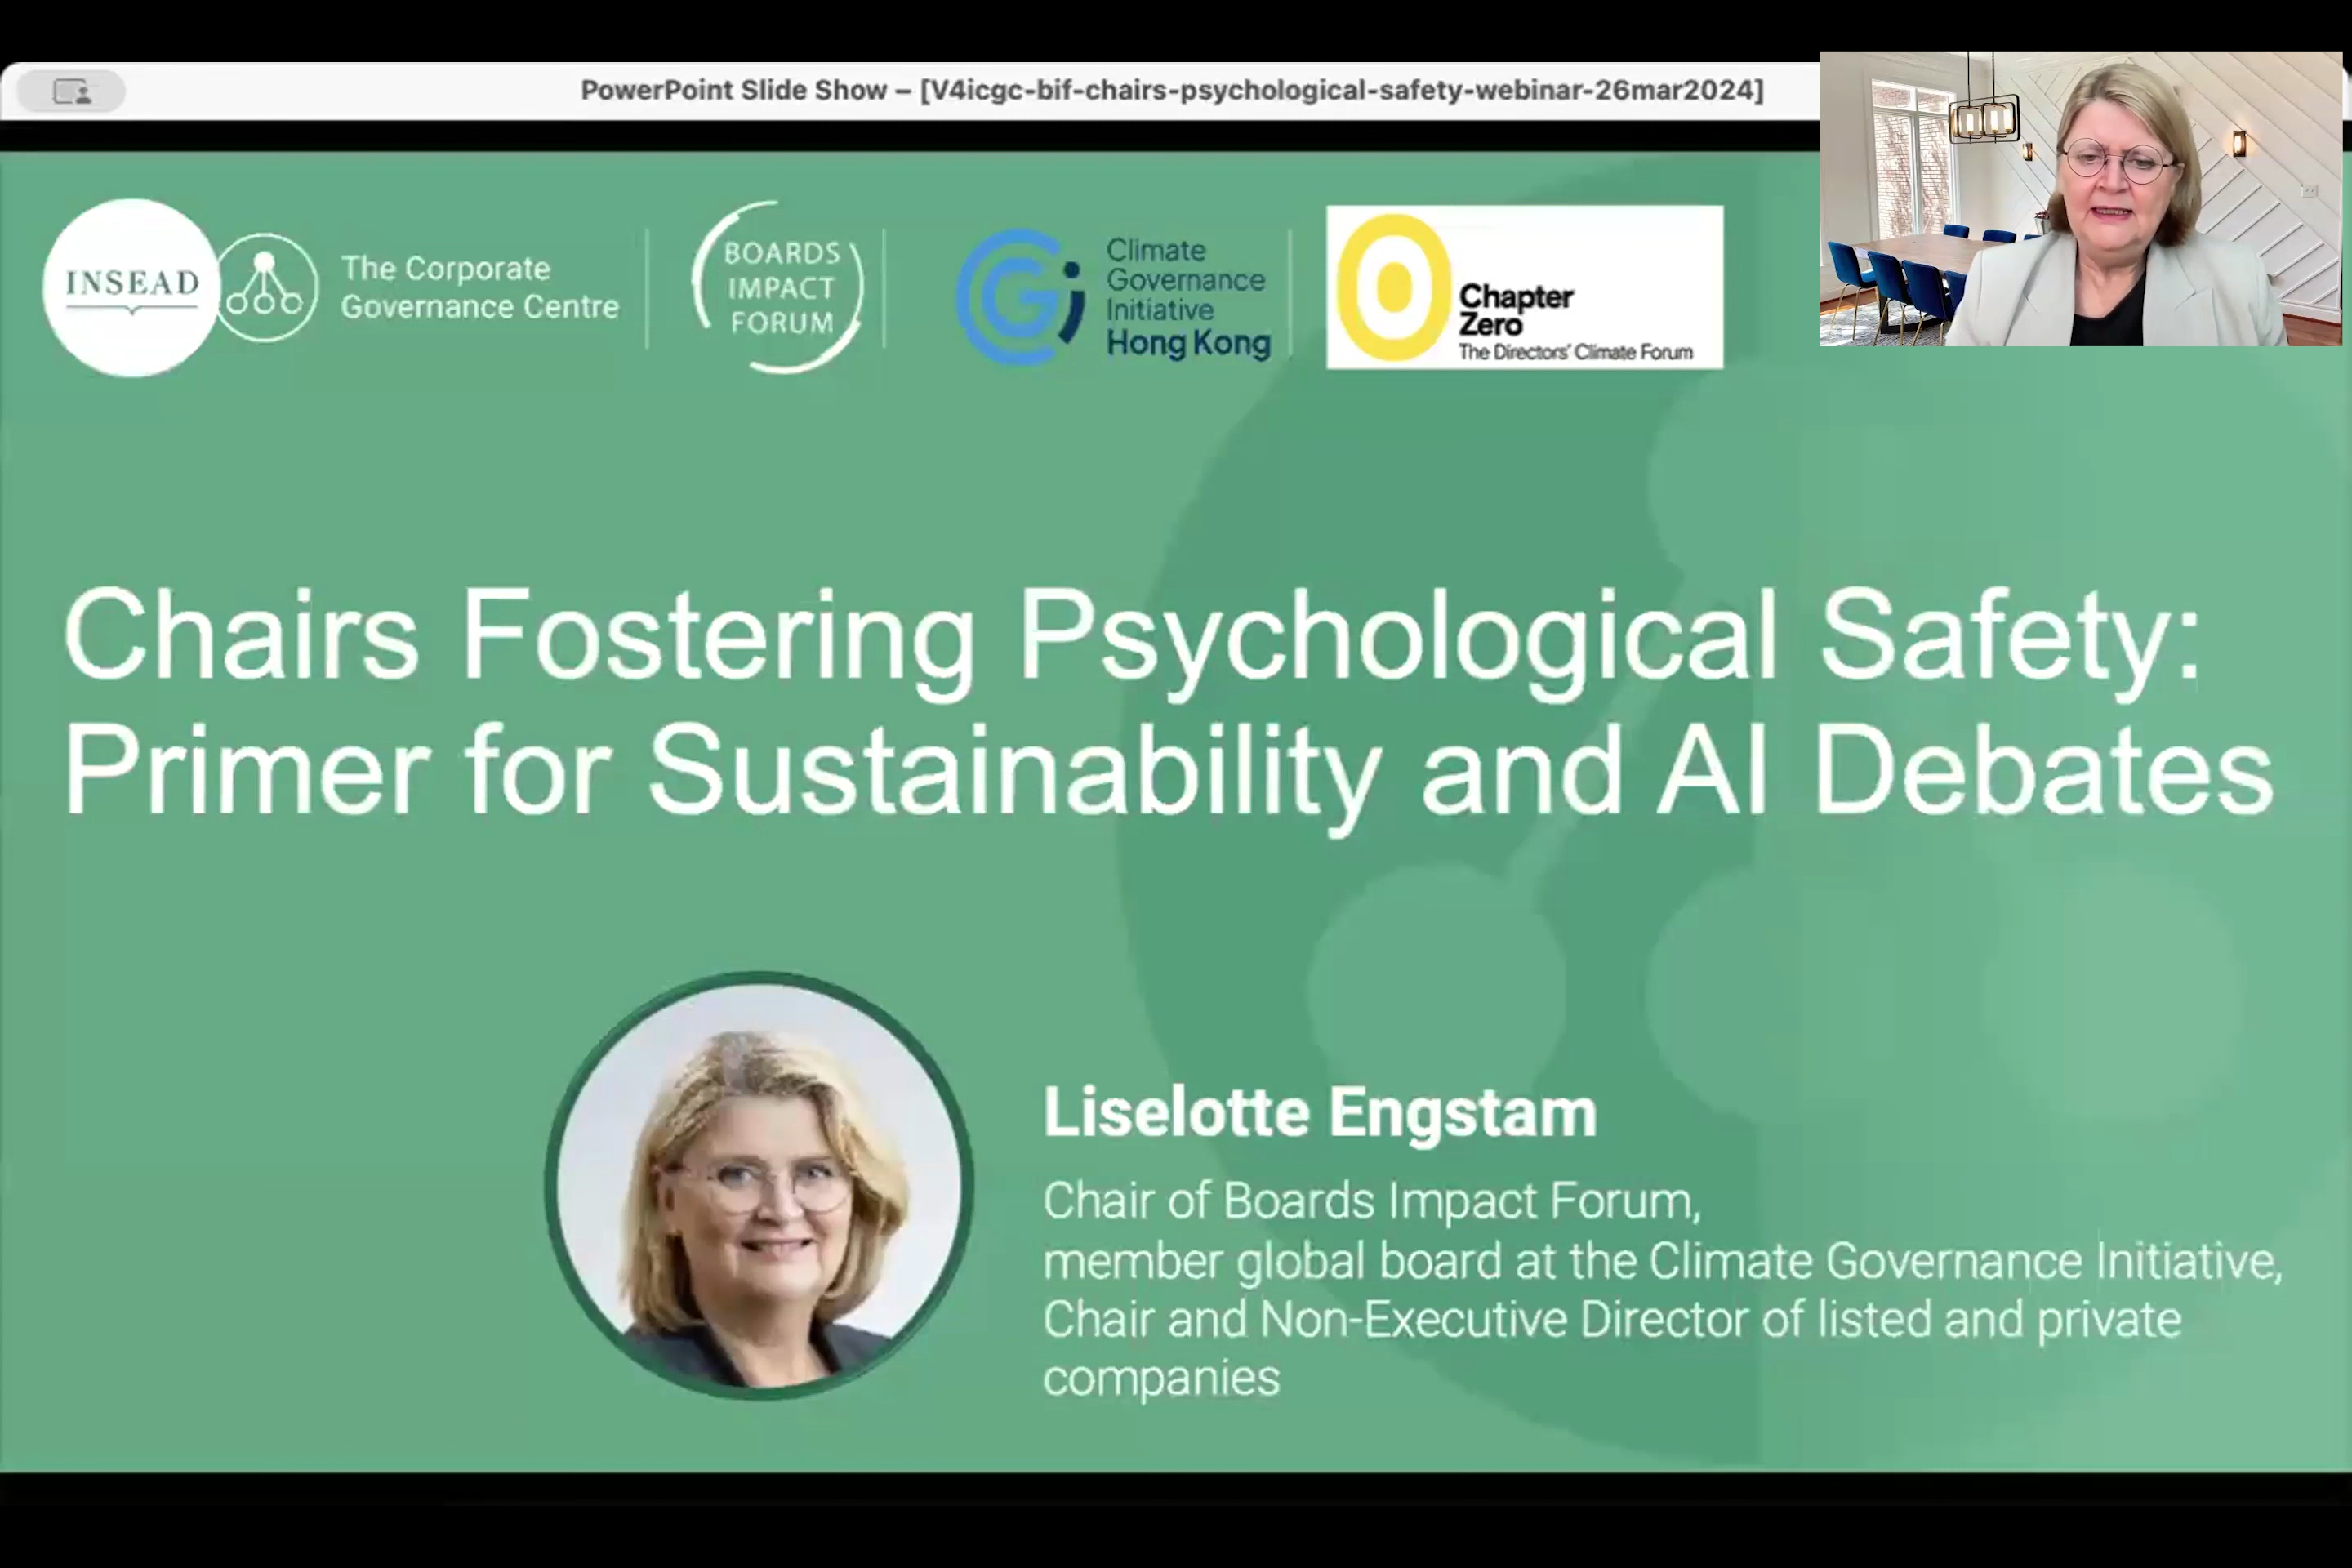 PowerPoint Slide Show – [V4icgc-bif-chairs-psychological-safety-webinar-26mar2024]
INSEAD
The Corporate
Governance Centre
BOARDS
IMPACT
FORUM
Climate
Governance
Initiative
Hong Kong
Chapter
Zero
The Directors' Climate Forum
Chairs Fostering Psychological Safety:
Primer for Sustainability and AI Debates
Liselotte Engstam
Chair of Boards Impact Forum,
member global board at the Climate Governance Initiative,
Chair and Non-Executive Director of listed and private
companies